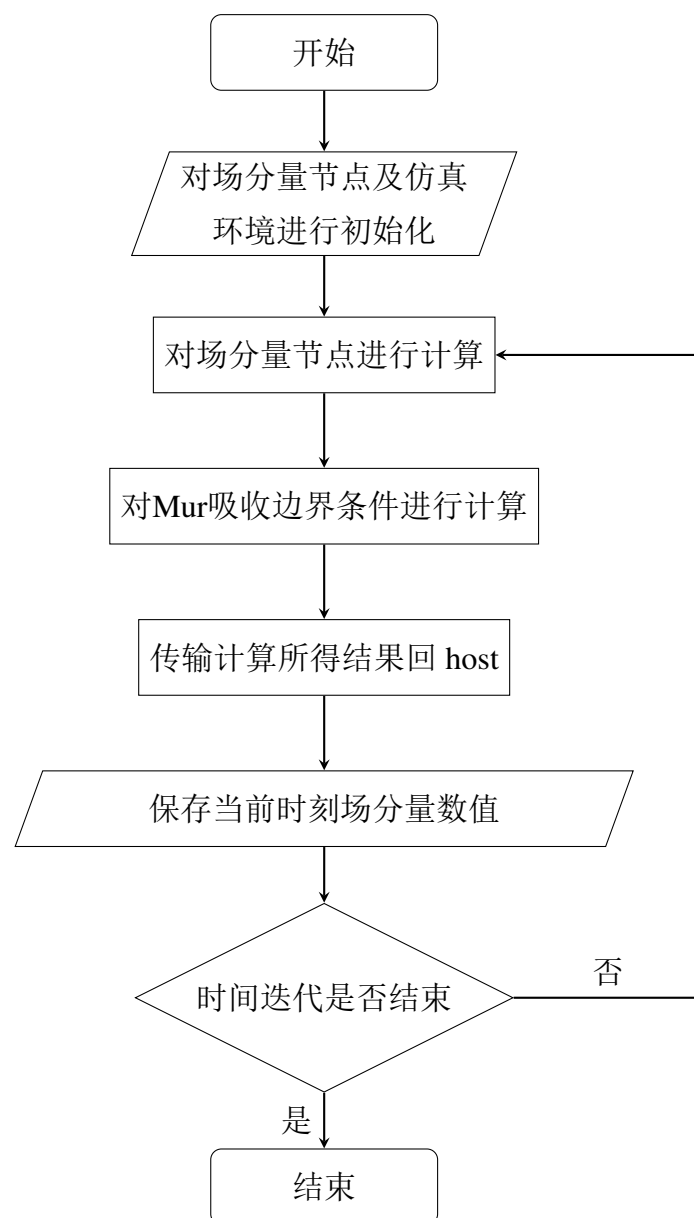 开始
对场分量节点及仿真
环境进行初始化
对场分量节点进行计算
对Mur吸收边界条件进行计算
传输计算所得结果回 host
保存当前时刻场分量数值
时间迭代是否结束
否
是
结束